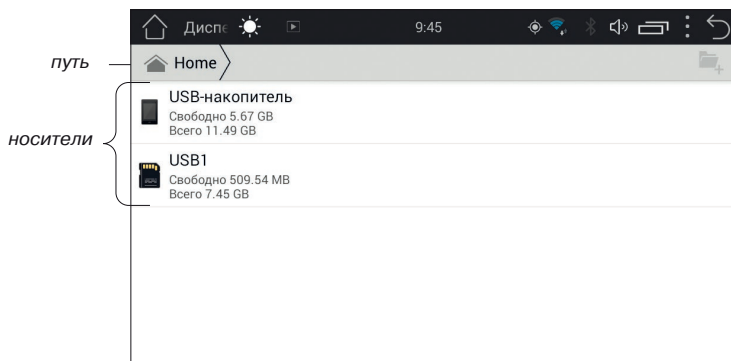 Диспе
9:45
путь
Home
носители
USB-накопитель
Свободно 5.67 GB
Всего 11.49 GB
USB1
Свободно 509.54 MB
Всего 7.45 GB